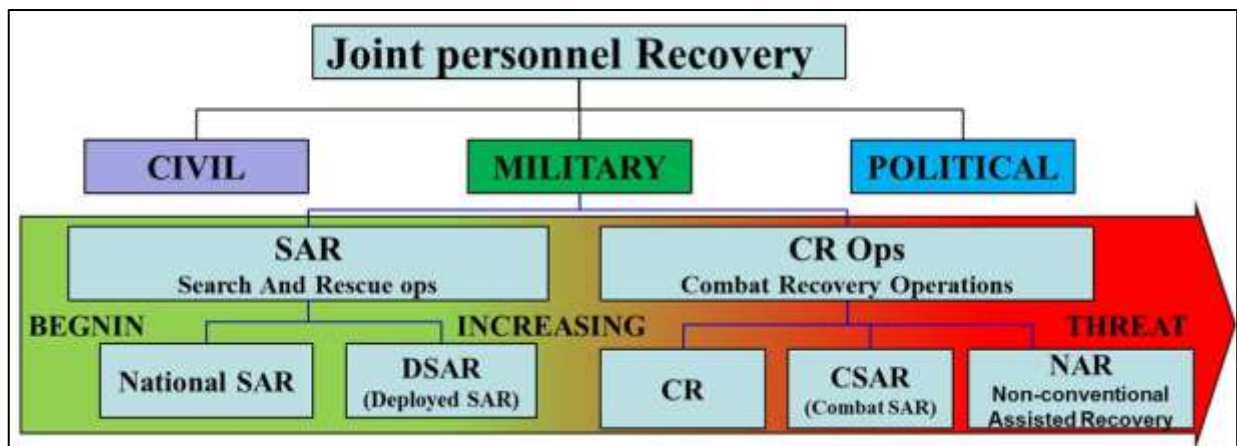 Joint personnel Recovery
CIVIL
MILITARY
POLITICAL
SAR
Search And Rescue ops
CR Ops
Combat Recovery Operations
BEGNIN
INCREASING
THREAT
National SAR
DSAR
(Deployed SAR)
CR
CSAR
(Combat SAR)
NAR
Non-conventional
Assisted Recovery